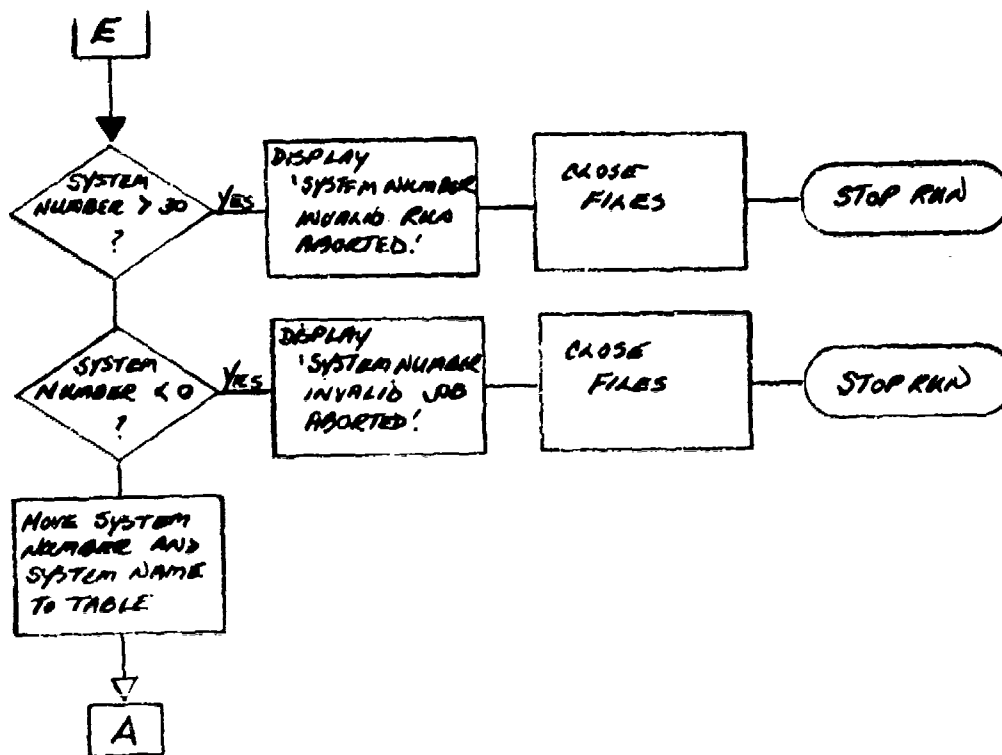 E
SYSTEM
NUMBER > 30
?
YES
DISPLAY
'SYSTEM NUMBER
INVALID RUN
ABORTED!'
CLOSE
FILES
STOP RUN
SYSTEM
NUMBER < 0
?
YES
DISPLAY
'SYSTEM NUMBER
INVALID JOB
ABORTED!'
CLOSE
FILES
STOP RUN
MOVE SYSTEM
NUMBER AND
SYSTEM NAME
TO TABLE
A